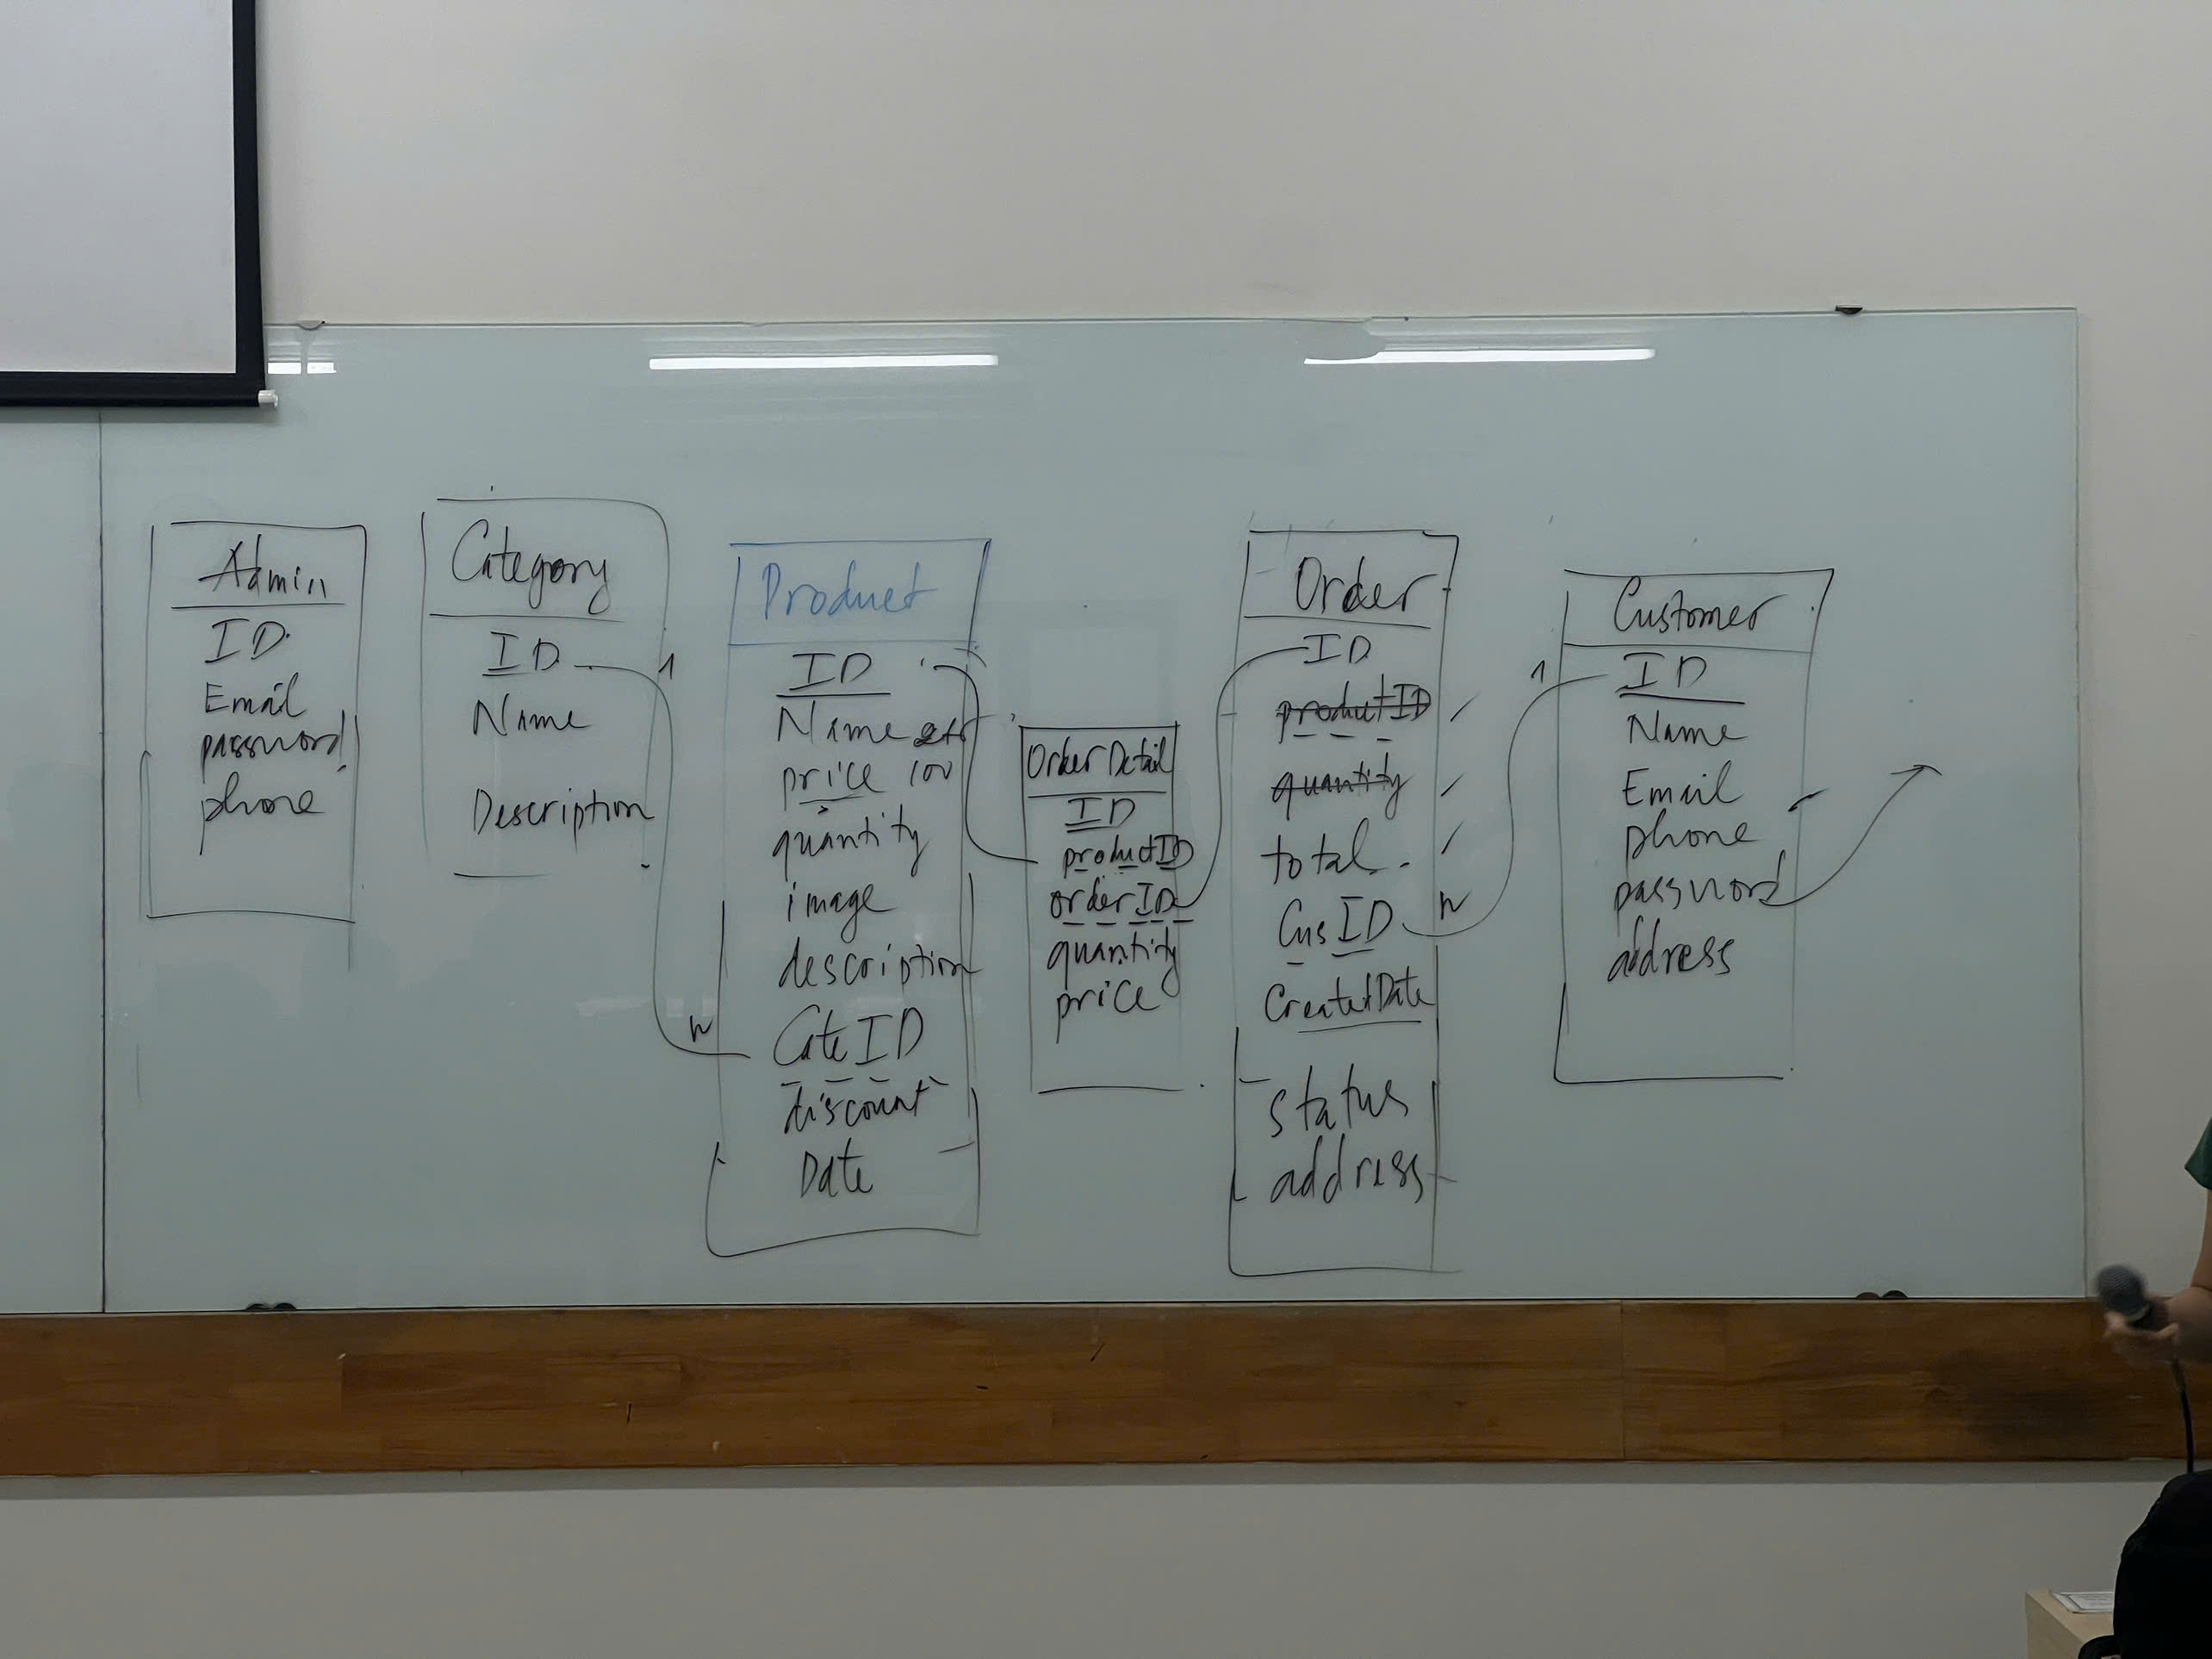 Admin
ID
Email
password
phone
Category
ID
Name
Description
1
n
Product
ID
Name
price 100
quantity
image
description
CateID
discount
Date
OrderDetail
ID
productID
orderID
quantity
price
Order
ID
productID
quantity
total
CusID
CreatedDate
status
address
1
n
Customer
ID
Name
Email
phone
password
address